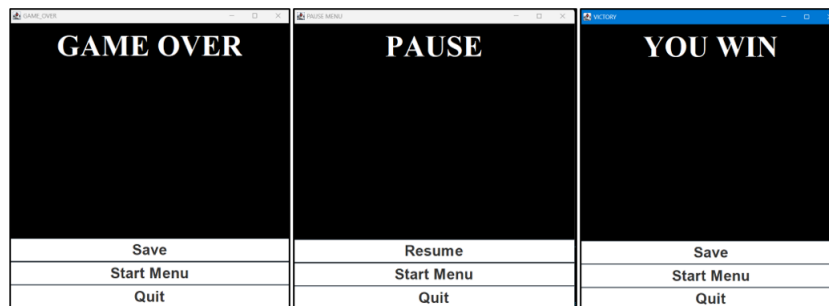 GAME_OVER
GAME OVER
Save
Start Menu
Quit
PAUSE MENU
PAUSE
Resume
Start Menu
Quit
VICTORY
YOU WIN
Save
Start Menu
Quit